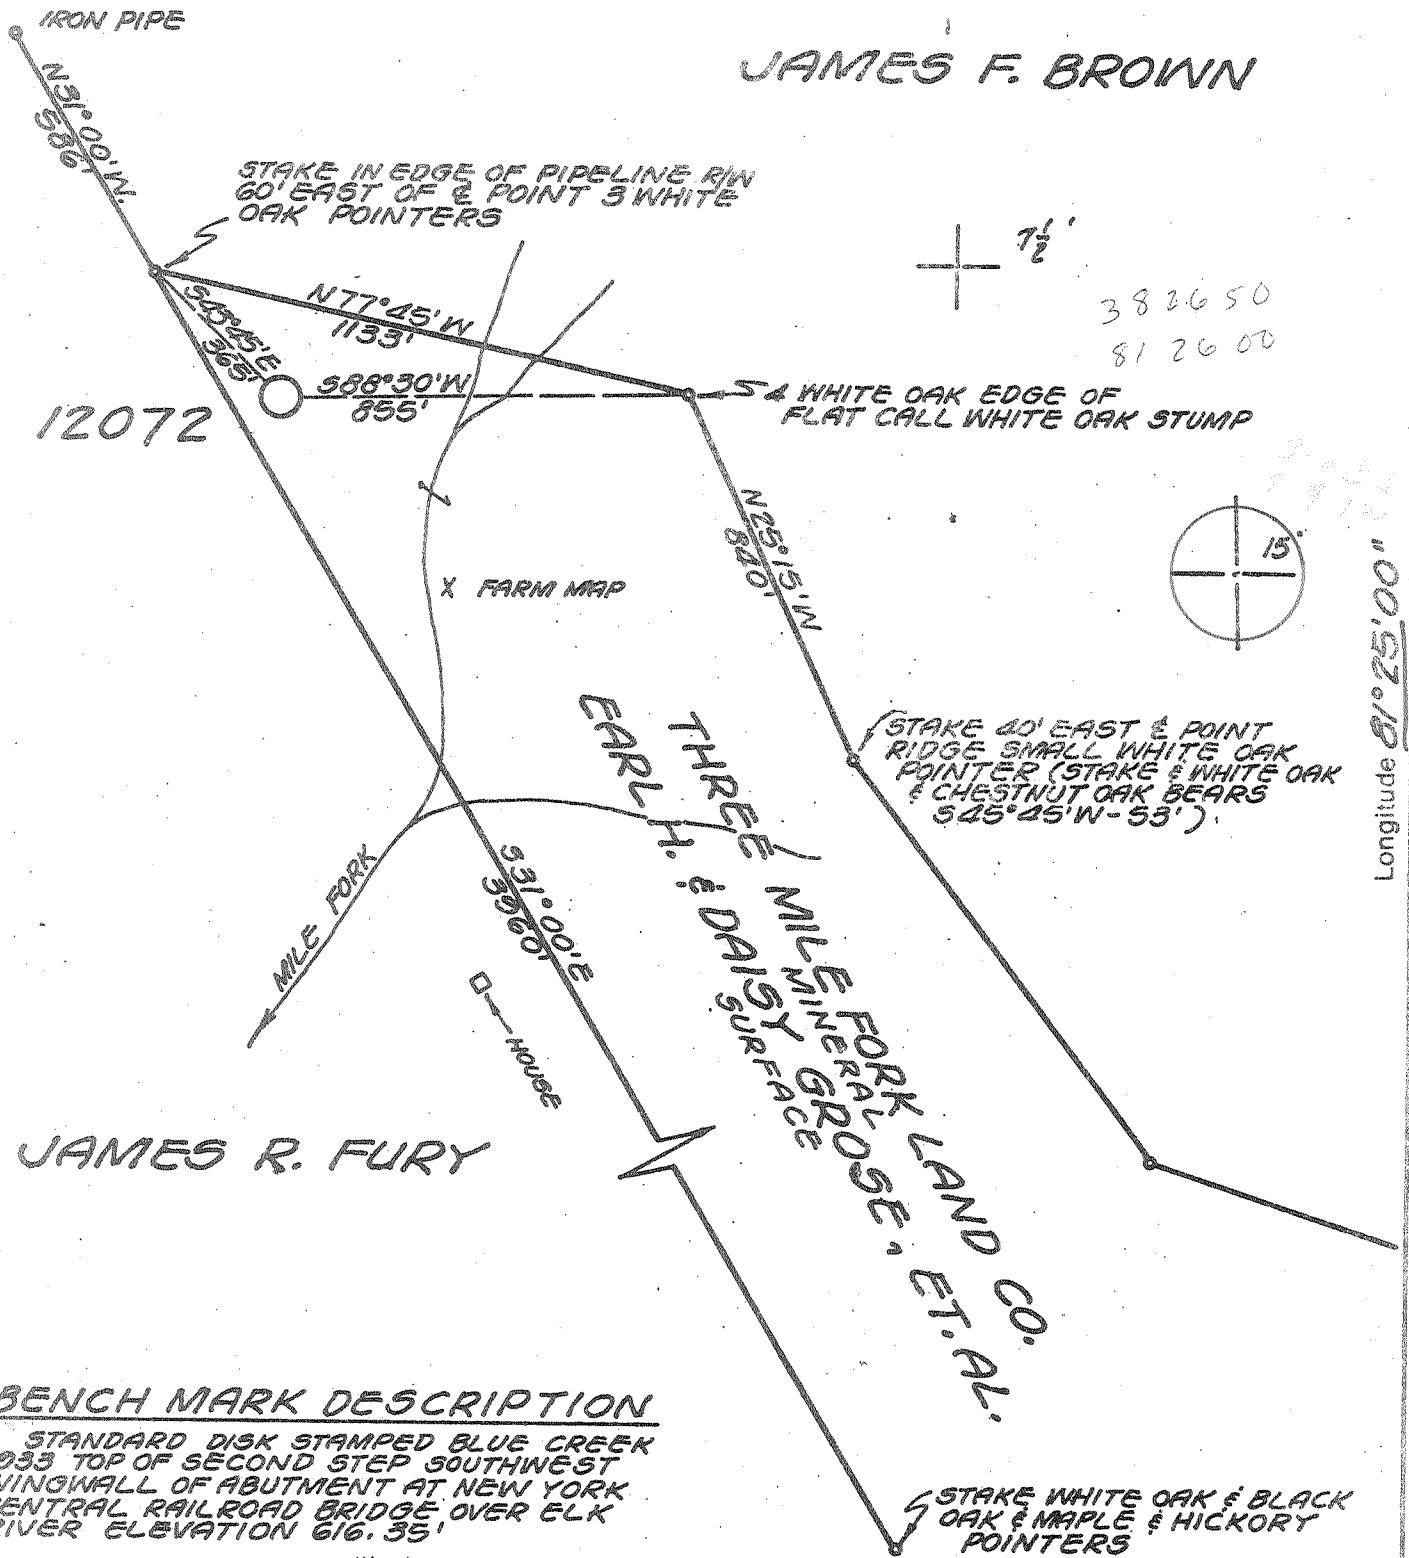 IRON PIPE
JAMES F. BROWN
N31°00'W.
586'
STAKE IN EDGE OF PIPELINE R/W
60' EAST OF ℄ POINT 3 WHITE
OAK POINTERS
7½'
382650
812600
N77°45'W
1133'
S43°45'E
365'
S88°30'W
855'
12072
4 WHITE OAK EDGE OF
FLAT CALL WHITE OAK STUMP
N25°15'W
840'
15'
X FARM MAP
Longitude 81°25'00"
STAKE 40' EAST ℄ POINT
RIDGE SMALL WHITE OAK
POINTER (STAKE & WHITE OAK
& CHESTNUT OAK BEARS
S45°45'W-53')
THREE MILE FORK LAND CO.
MINERAL
EARL H. & DAISY GROSE, ET. AL.
SURFACE
MILE FORK
S31°00'E
3960'
HOUSE
JAMES R. FURY
BENCH MARK DESCRIPTION
STANDARD DISK STAMPED BLUE CREEK
933 TOP OF SECOND STEP SOUTHWEST
WINGWALL OF ABUTMENT AT NEW YORK
CENTRAL RAILROAD BRIDGE OVER ELK
RIVER ELEVATION 616.35'
STAKE WHITE OAK & BLACK
OAK & MAPLE & HICKORY
POINTERS